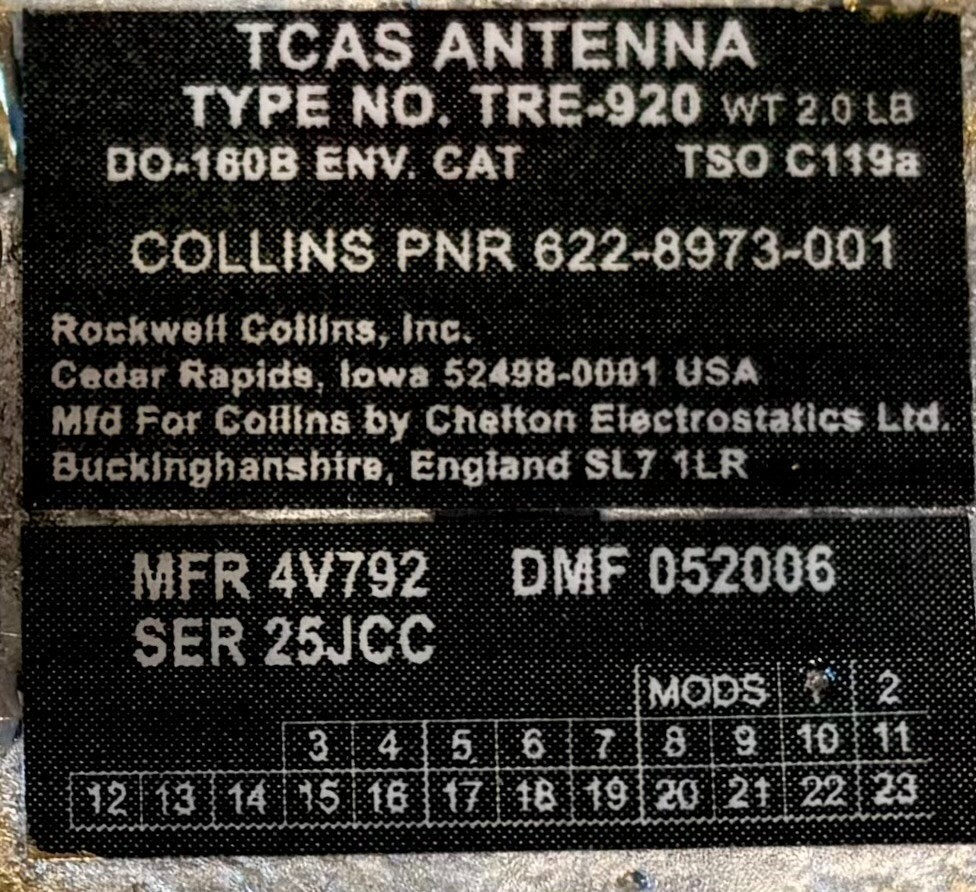 TCAS ANTENNA
TYPE NO. TRE-920 WT 2.0 LB
DO-160B ENV. CAT TSO C119a
COLLINS PNR 622-8973-001
Rockwell Collins, Inc.
Cedar Rapids, Iowa 52498-0001 USA
Mfd For Collins by Chelton Electrostatics Ltd.
Buckinghanshire, England SL7 1LR
MFR 4V792 DMF 052006
SER 25JCC
MODS 2
3 4 5 6 7 8 9 10 11
12 13 14 15 16 17 18 19 20 21 22 23